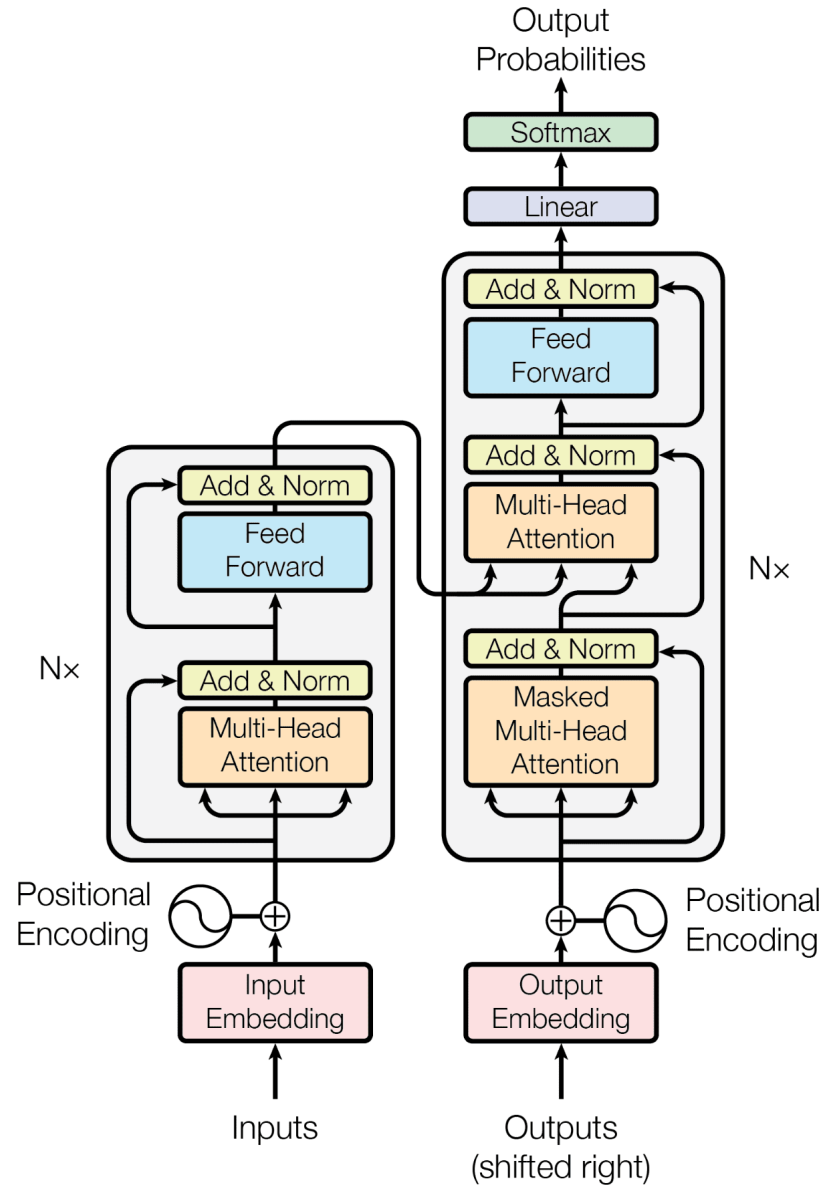 Output
Probabilities
Softmax
Linear
Add & Norm
Feed
Forward
Add & Norm
Multi-Head
Attention
Add & Norm
Masked
Multi-Head
Attention
N×
Add & Norm
Feed
Forward
Add & Norm
Multi-Head
Attention
N×
Positional
Encoding
Positional
Encoding
Input
Embedding
Output
Embedding
Inputs
Outputs
(shifted right)